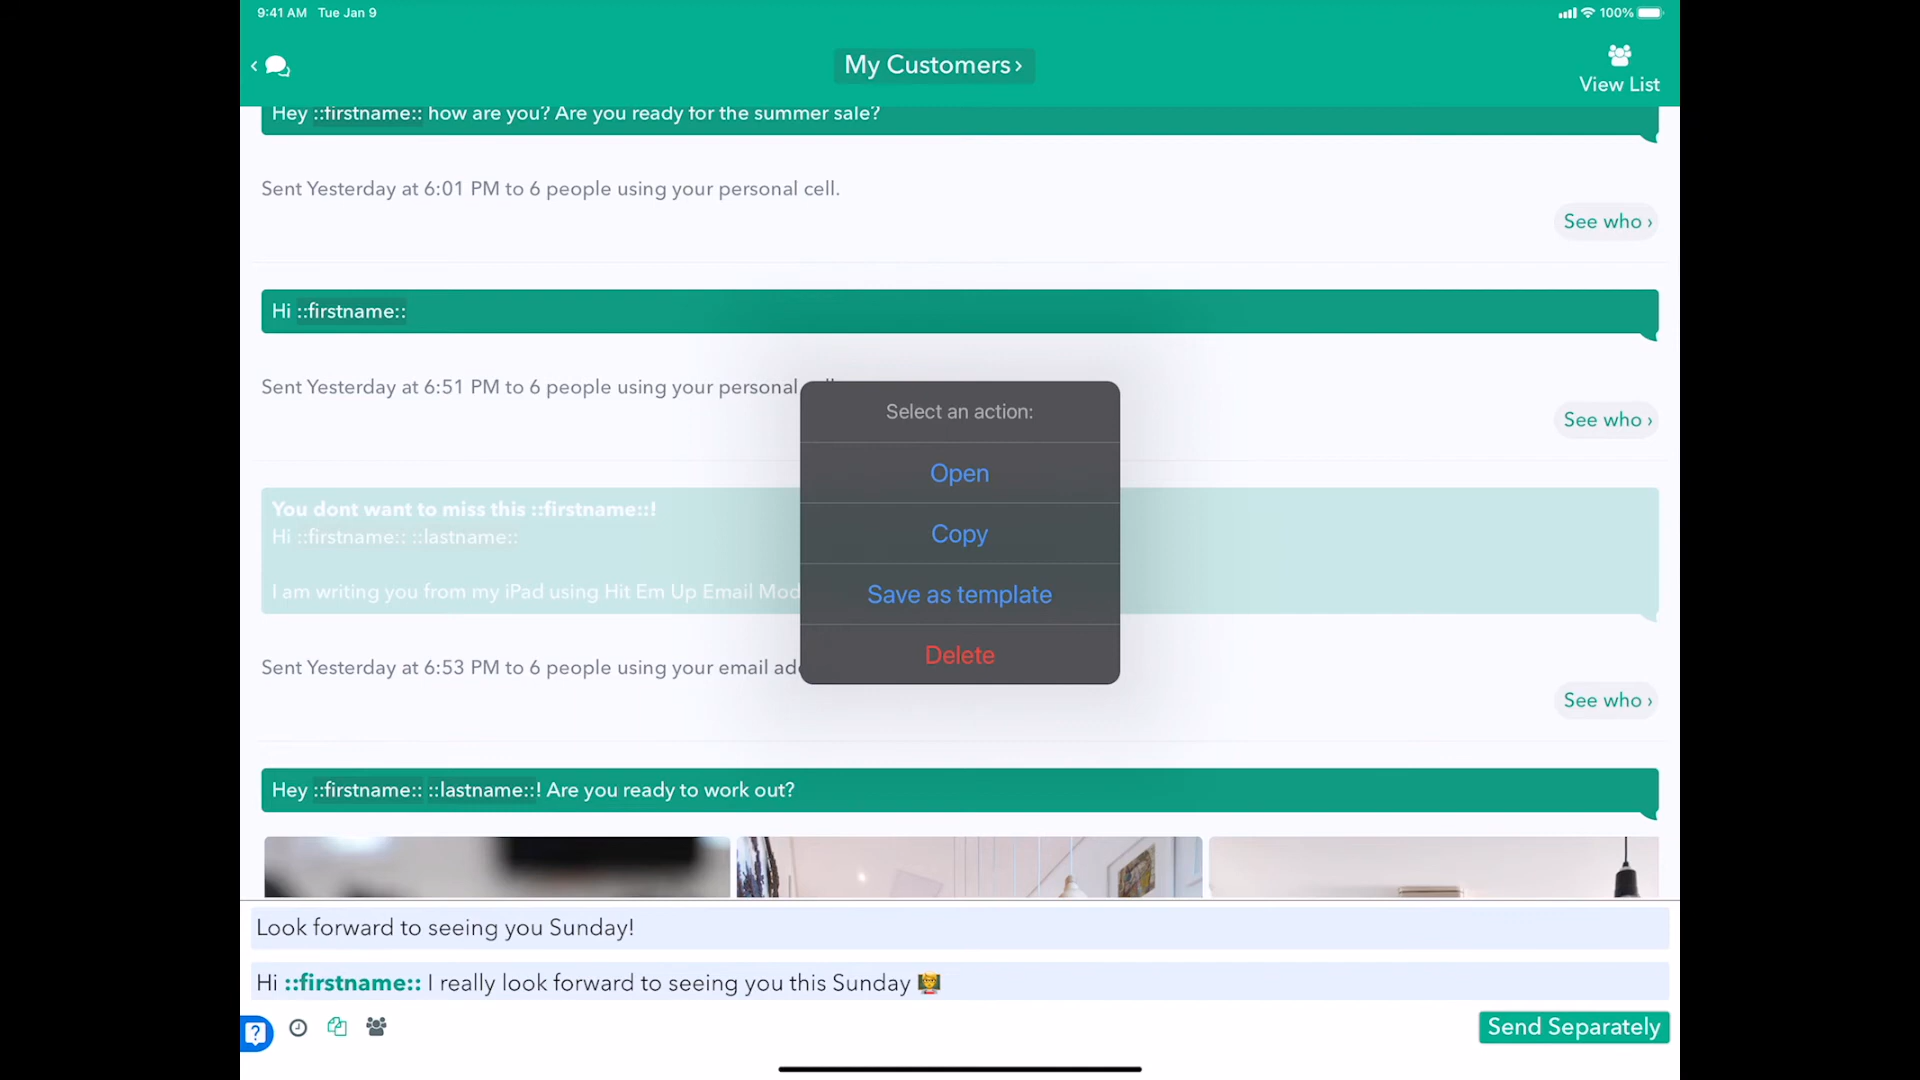 9:41 AM Tue Jan 9
100%
My Customers ›
View List
Hey ::firstname:: how are you? Are you ready for the summer sale?
Sent Yesterday at 6:01 PM to 6 people using your personal cell.
See who ›
Hi ::firstname::
Sent Yesterday at 6:51 PM to 6 people using your personal
See who ›
You dont want to miss this ::firstname::!
Hi ::firstname:: ::lastname::
I am writing you from my iPad using Hit Em Up Email Mod
Sent Yesterday at 6:53 PM to 6 people using your email
See who ›
Select an action:
Open
Copy
Save as template
Delete
Hey ::firstname:: ::lastname::! Are you ready to work out?
Look forward to seeing you Sunday!
Hi ::firstname:: I really look forward to seeing you this Sunday
Send Separately